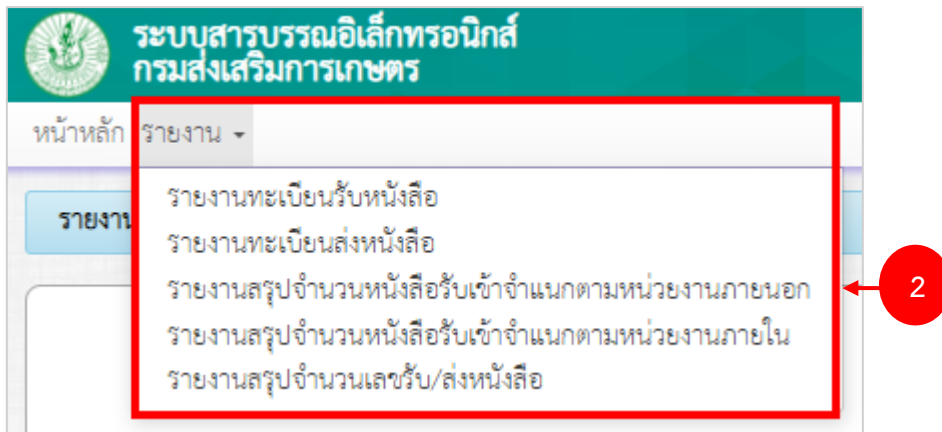 ระบบสารบรรณอิเล็กทรอนิกส์
กรมส่งเสริมการเกษตร
หน้าหลัก รายงาน
รายงาน
รายงานทะเบียนรับหนังสือ
รายงานทะเบียนส่งหนังสือ
รายงานสรุปจำนวนหนังสือรับเข้าจำแนกตามหน่วยงานภายนอก
2
รายงานสรุปจำนวนหนังสือรับเข้าจำแนกตามหน่วยงานภายใน
รายงานสรุปจำนวนเลขรับ/ส่งหนังสือ